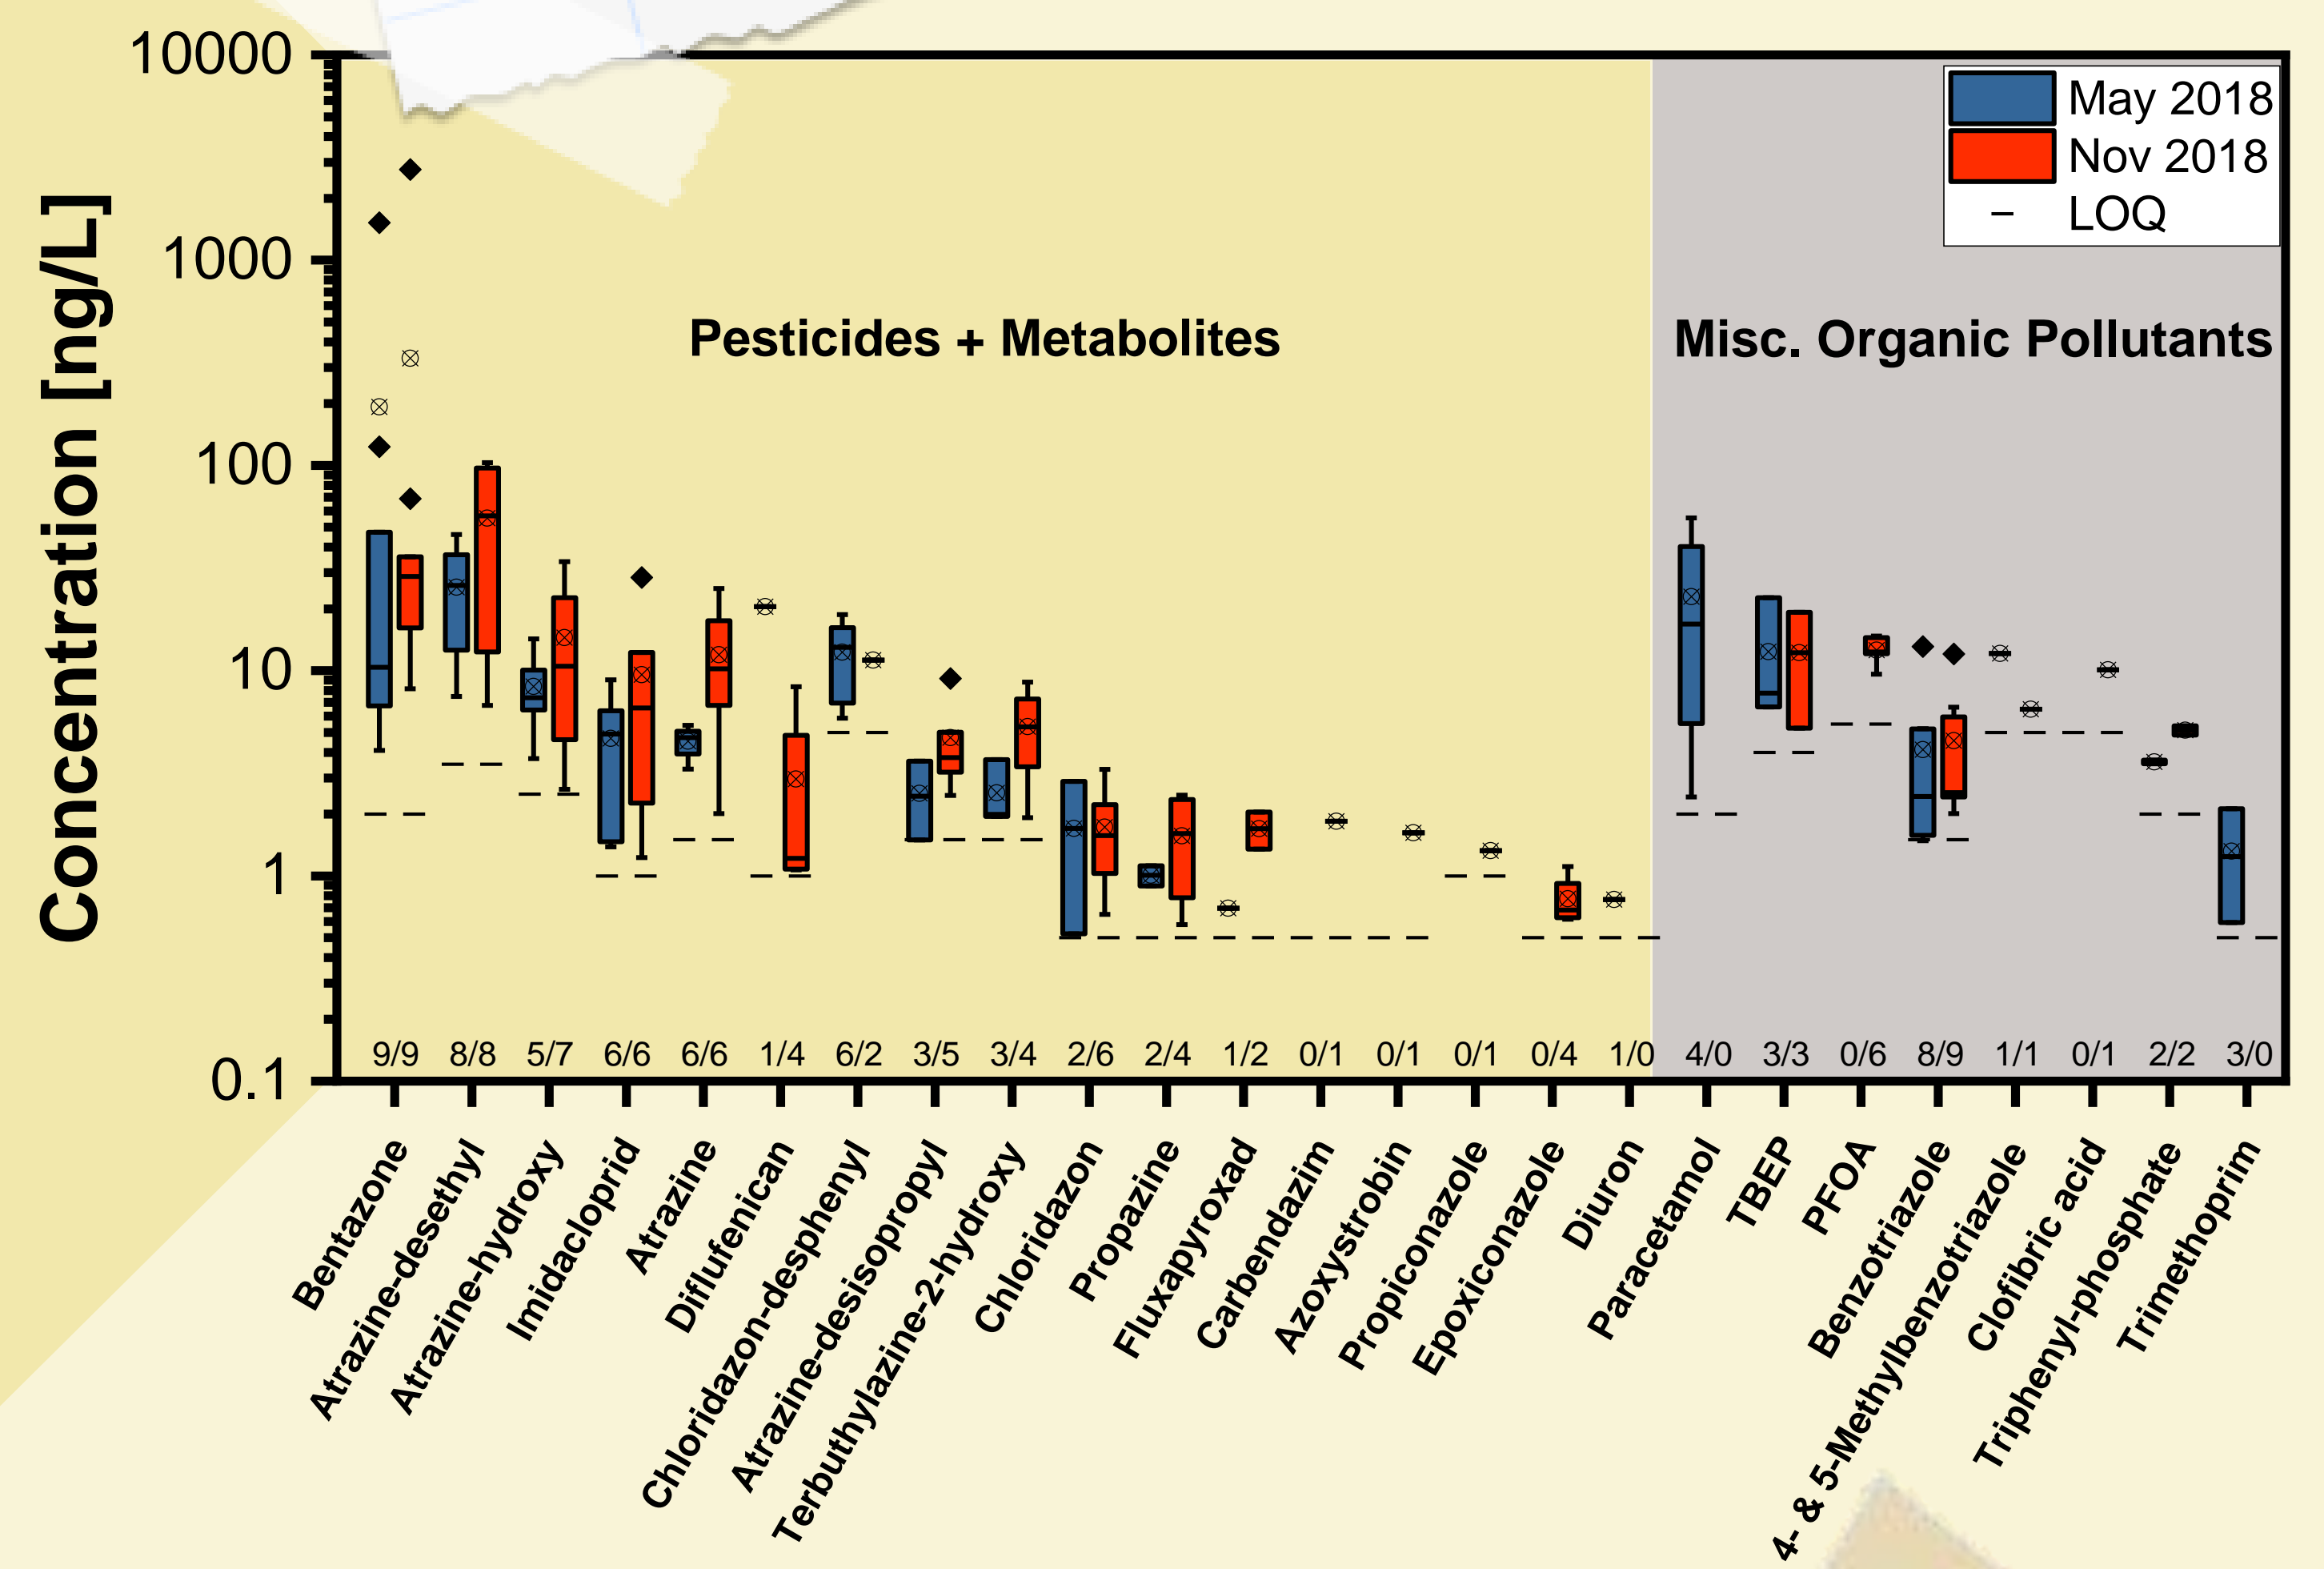 10000
1000
100
10
1
0.1
Concentration [ng/L]
May 2018
Nov 2018
LOQ
Pesticides + Metabolites
Misc. Organic Pollutants
9/9 8/8 5/7 6/6 6/6 1/4 6/2 3/5 3/4 2/6 2/4 1/2 0/1 0/1 0/1 0/4 1/0 4/0 3/3 0/6 8/9 1/1 0/1 2/2 3/0
Bentazone
Atrazine-desethyl
Atrazine-hydroxy
Imidacloprid
Atrazine
Diflufenican
Chloridazon-desphenyl
Atrazine-desisopropyl
Terbuthylazine-2-hydroxy
Chloridazon
Propazine
Fluxapyroxad
Carbendazim
Azoxystrobin
Propiconazole
Epoxiconazole
Diuron
Paracetamol
TBEP
PFOA
Benzotriazole
4- & 5-Methylbenzotriazole
Clofibric acid
Triphenyl-phosphate
Trimethoprim